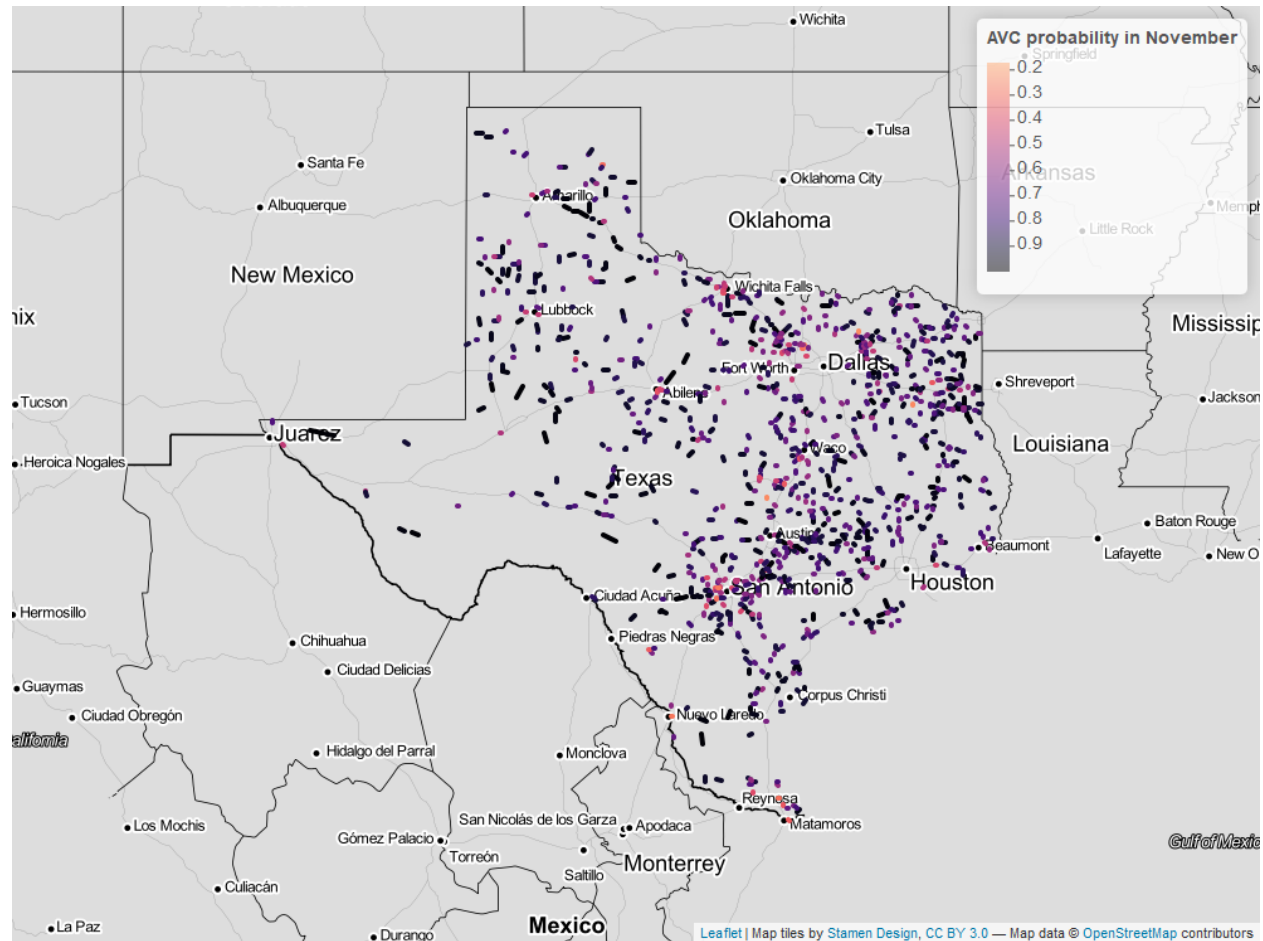 Wichita
AVC probability in November
Springfield
0.2
0.3
0.4
0.5
0.6
0.7
0.8
0.9
Tulsa
Santa Fe
Oklahoma City
Arkansas
Amarillo
Albuquerque
Memph
Oklahoma
Little Rock
New Mexico
Wichita Falls
Lubbock
nix
Mississip
Fort Worth
Dallas
Shreveport
Abilene
Tucson
Jackson
Juarez
Louisiana
Waco
Heroica Nogales
Texas
Baton Rouge
Austin
Beaumont
Lafayette
New O
Houston
San Antonio
Ciudad Acuña
Hermosillo
Chihuahua
Piedras Negras
Ciudad Delicias
Guaymas
Corpus Christi
Ciudad Obregón
Nuevo Laredo
alifornia
Hidalgo del Parral
Monclova
Reynosa
San Nicolás de los Garza
Apodaca
Matamoros
Los Mochis
Gómez Palacio
Gulf of Mexic
Torreón
Monterrey
Saltillo
Culiacán
La Paz
Mexico
Durango
Leaflet | Map tiles by Stamen Design, CC BY 3.0 — Map data © OpenStreetMap contributors